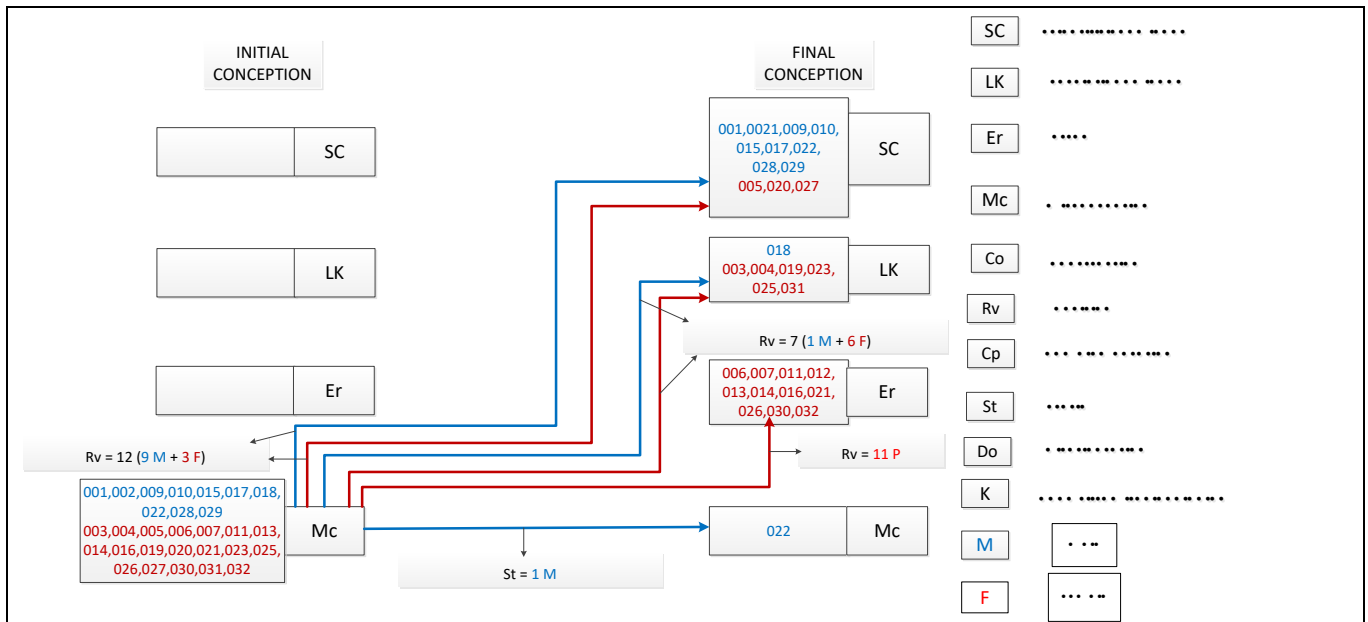 INITIAL
CONCEPTION
FINAL
CONCEPTION
SC
LK
Er
Rv = 12 (9 M + 3 F)
001,002,009,010,015,017,018,
022,028,029
003,004,005,006,007,011,013,
014,016,019,020,021,023,025,
026,027,030,031,032
Mc
St = 1 M
001,0021,009,010,
015,017,022,
028,029
005,020,027
SC
018
003,004,019,023,
025,031
LK
Rv = 7 (1 M + 6 F)
006,007,011,012,
013,014,016,021,
026,030,032
Er
Rv = 11 P
022
Mc
SC
LK
Er
Mc
Co
Rv
Cp
St
Do
K
M
F